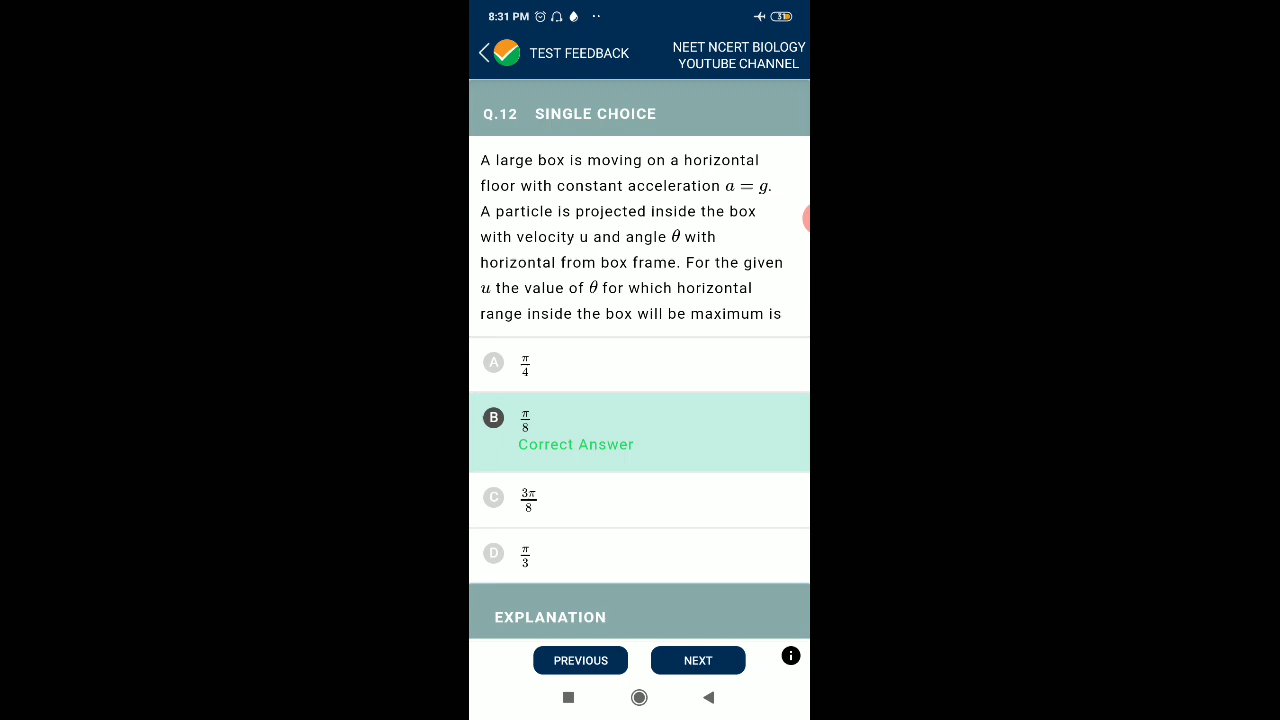 8:31 PM
31
TEST FEEDBACK
NEET NCERT BIOLOGY
YOUTUBE CHANNEL
Q.12 SINGLE CHOICE
A large box is moving on a horizontal
floor with constant acceleration a = g.
A particle is projected inside the box
with velocity u and angle θ with
horizontal from box frame. For the given
u the value of θ for which horizontal
range inside the box will be maximum is
A π/4
B π/8
Correct Answer
C 3π/8
D π/3
EXPLANATION
PREVIOUS
NEXT